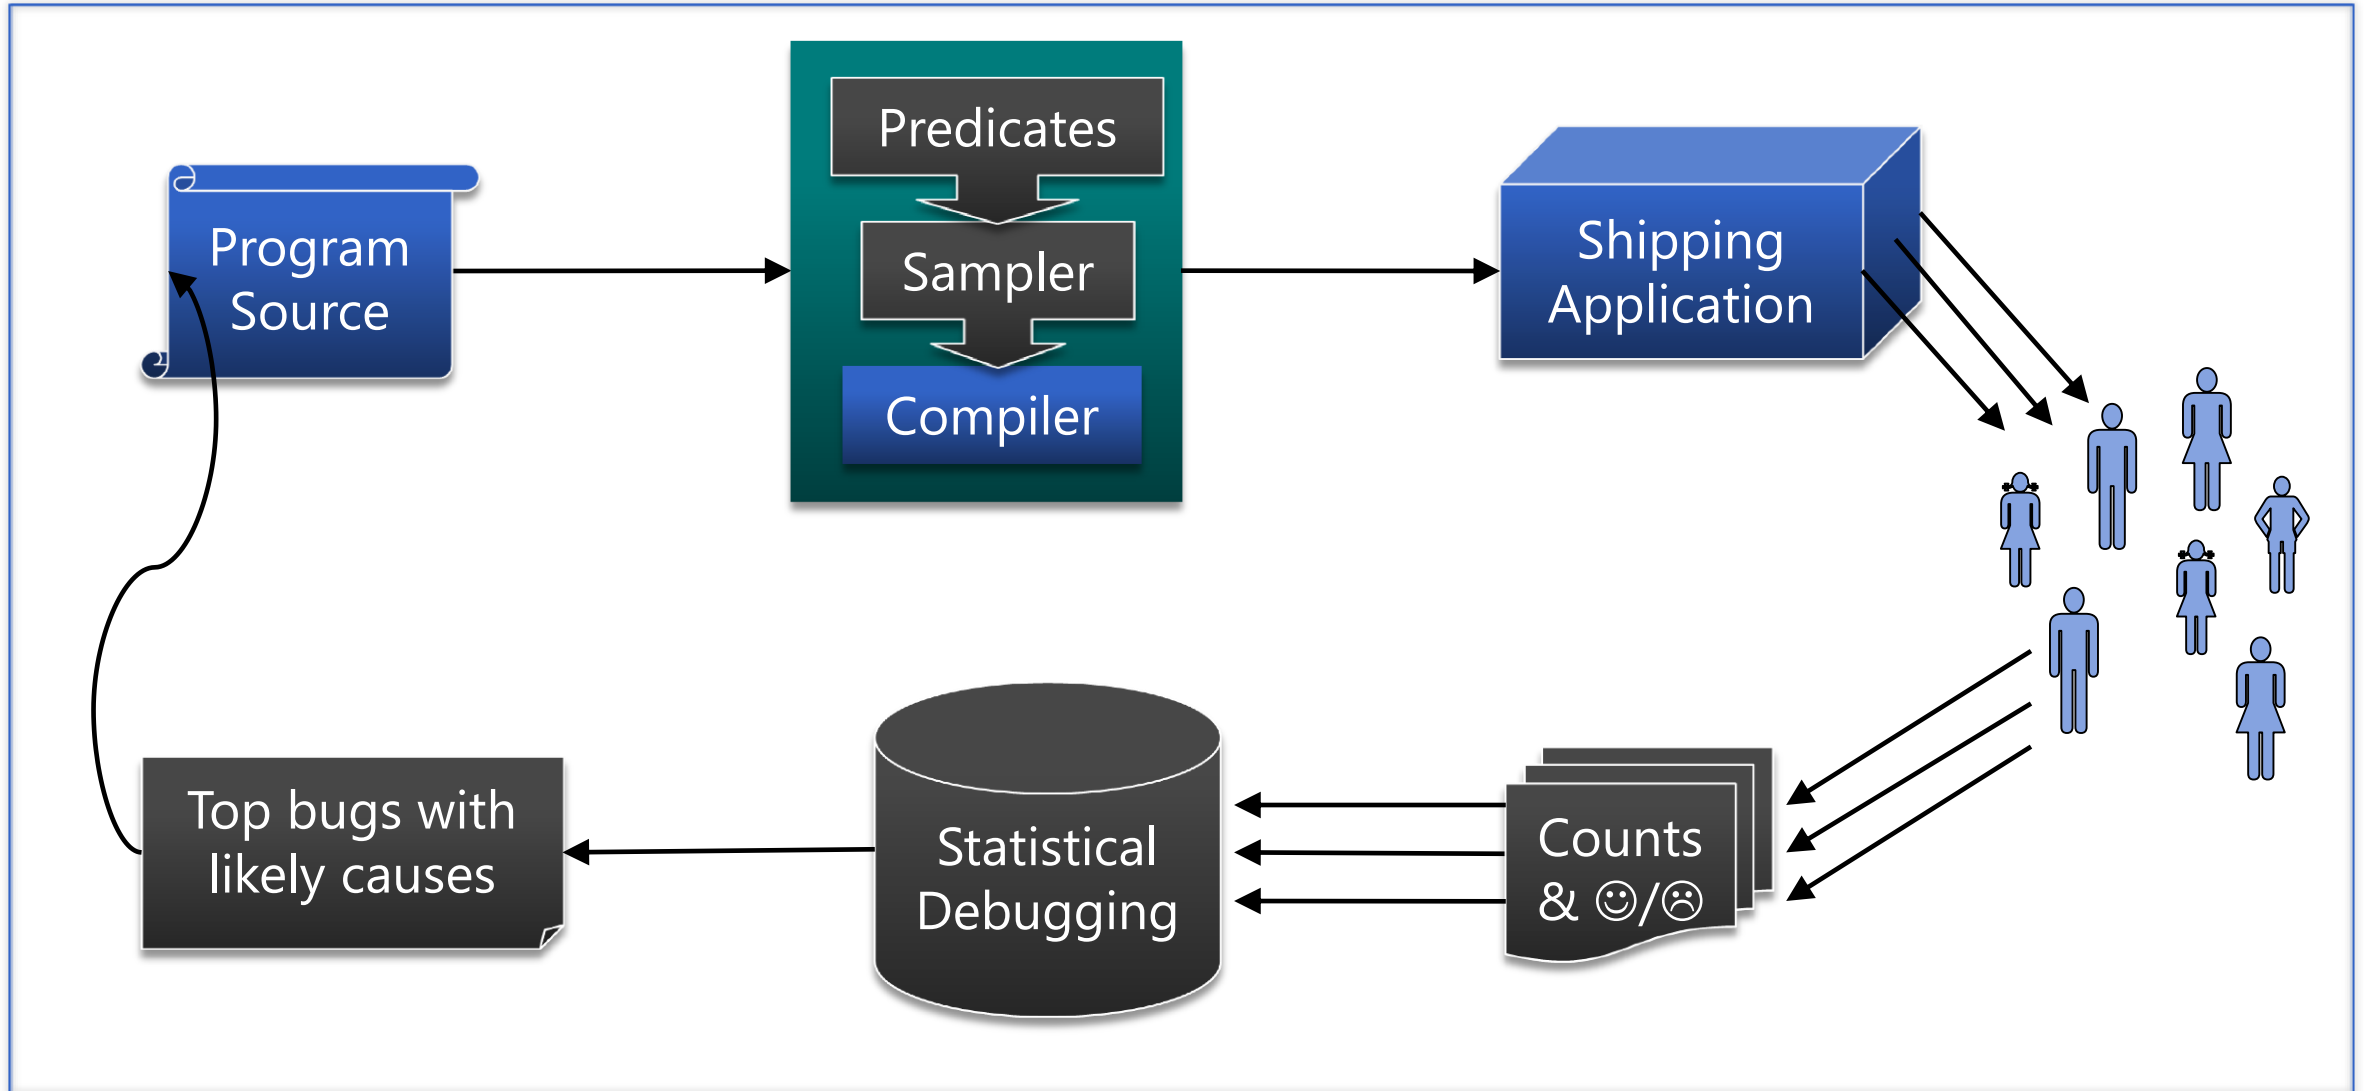 Program
Source
Predicates
Sampler
Compiler
Shipping
Application
Top bugs with
likely causes
Statistical
Debugging
Counts
& ☺/☹